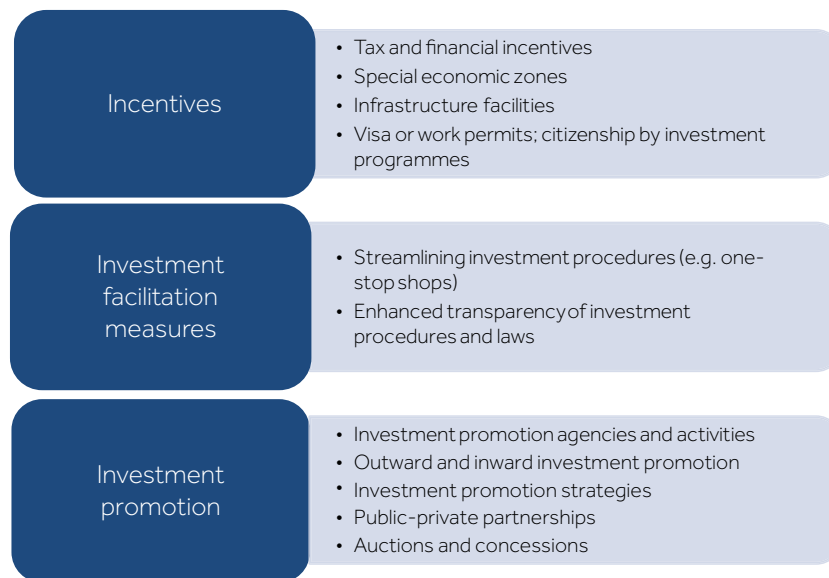 Incentives
• Tax and financial incentives
• Special economic zones
• Infrastructure facilities
• Visa or work permits; citizenship by investment
programmes
Investment
facilitation
measures
• Streamlining investment procedures (e.g. one-
stop shops)
• Enhanced transparency of investment
procedures and laws
Investment
promotion
• Investment promotion agencies and activities
• Outward and inward investment promotion
• Investment promotion strategies
• Public-private partnerships
• Auctions and concessions